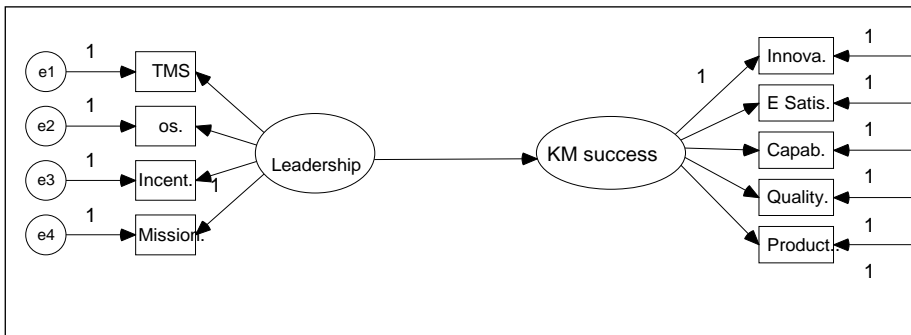 e1
1
TMS
e2
1
os.
e3
1
Incent.
e4
1
Mission.
1
Leadership
KM success
1
Innova.
1
E Satis.
1
Capab.
1
Quality.
1
Product..
1